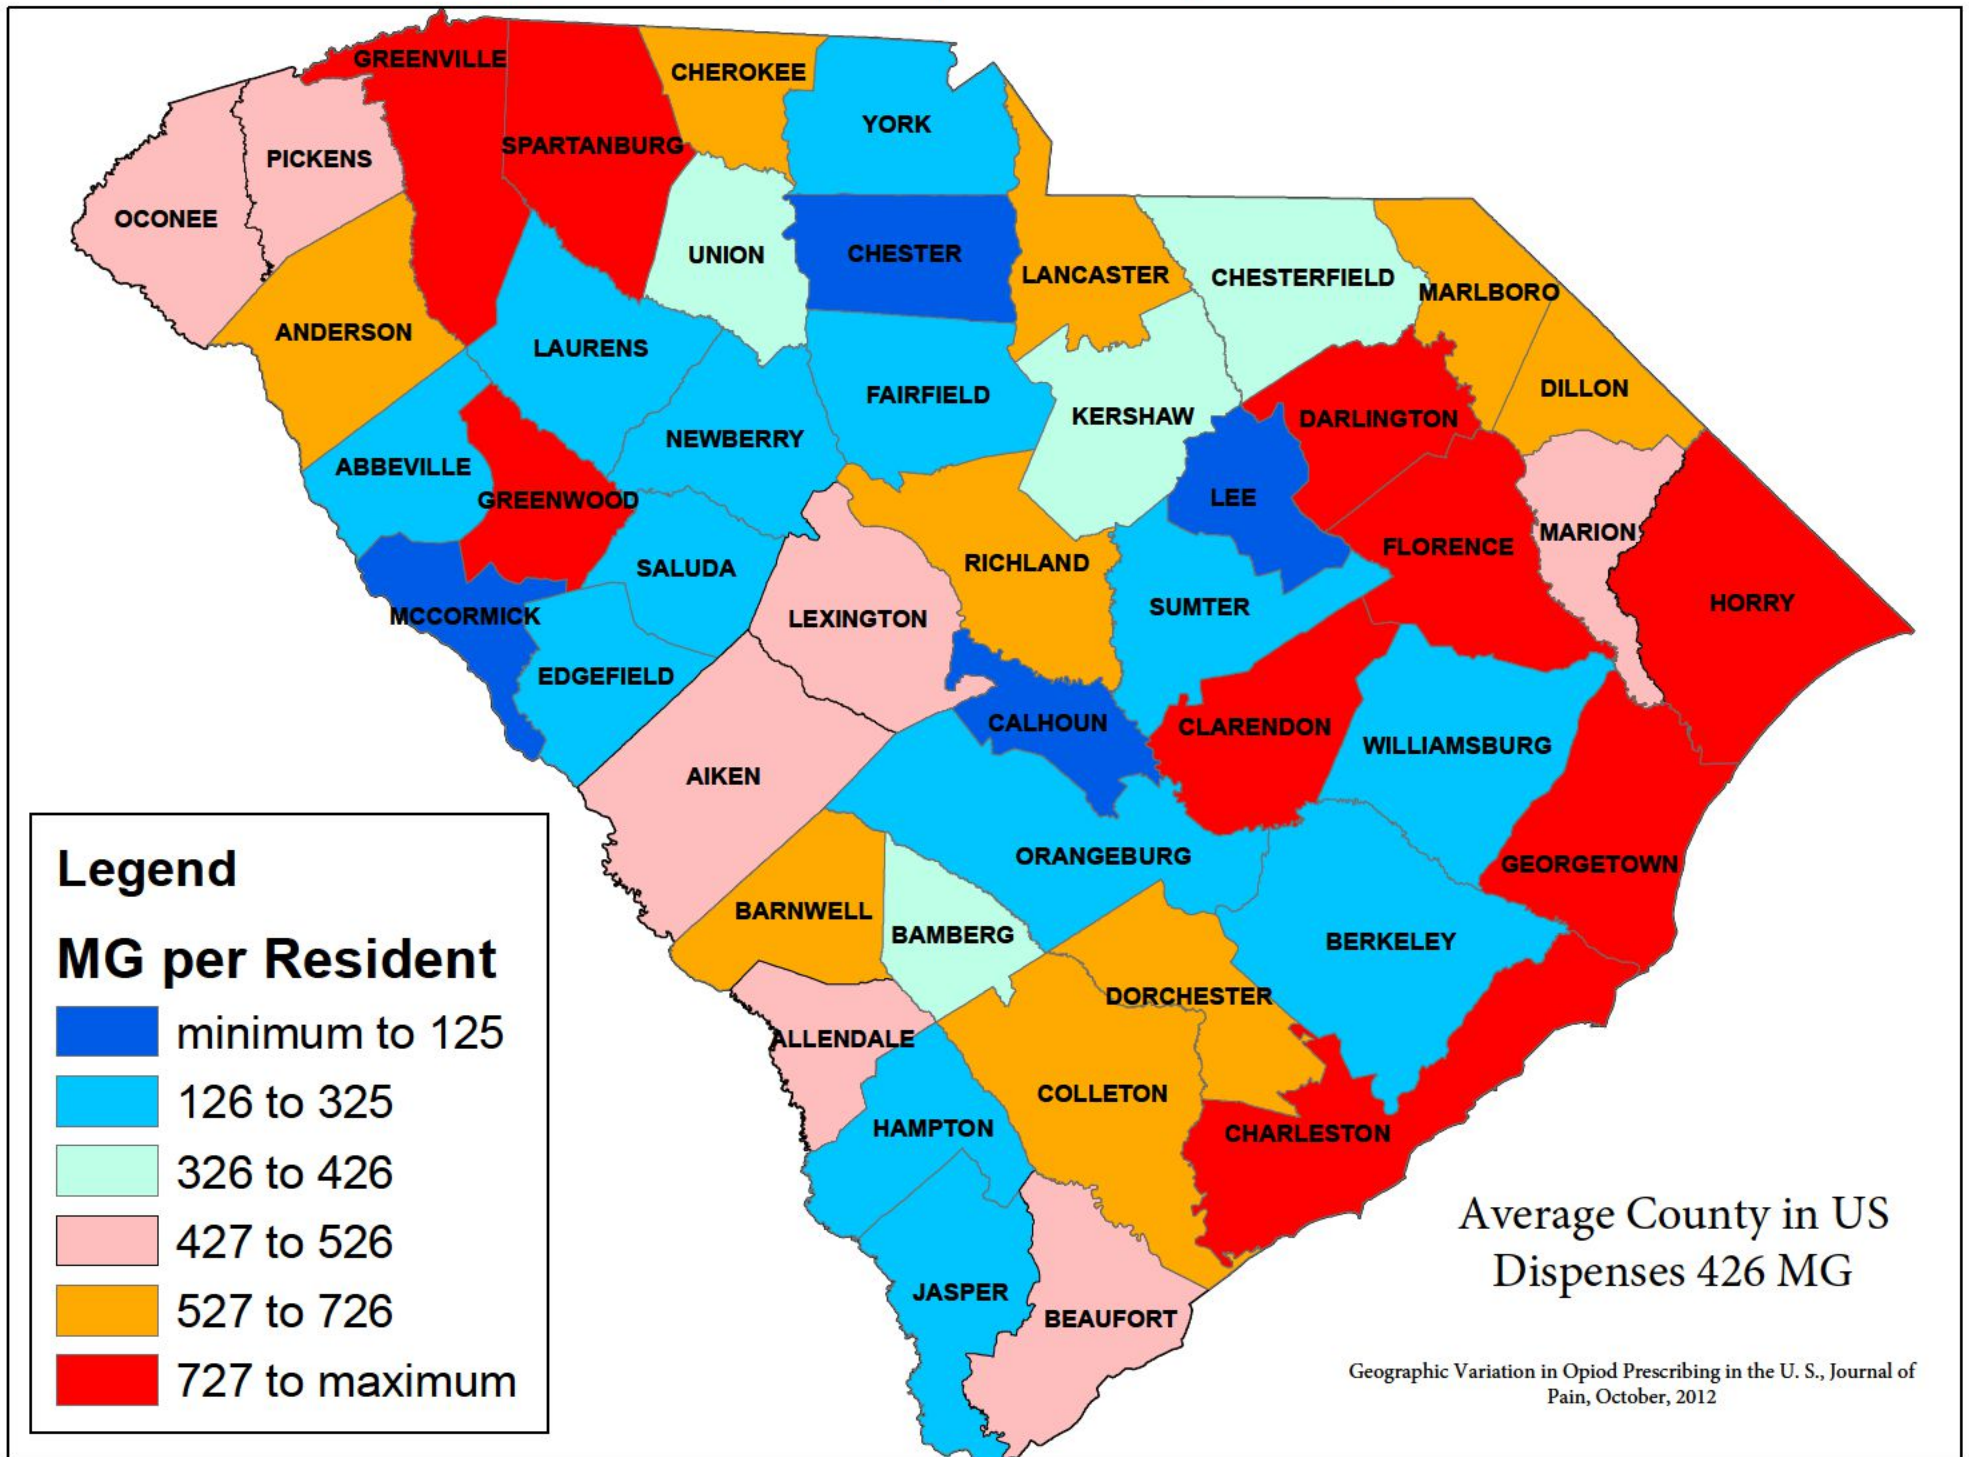 GREENVILLE
CHEROKEE
YORK
SPARTANBURG
PICKENS
OCONEE
UNION
CHESTER
LANCASTER
CHESTERFIELD
MARLBORO
ANDERSON
LAURENS
DILLON
FAIRFIELD
KERSHAW
DARLINGTON
NEWBERRY
ABBEVILLE
GREENWOOD
LEE
MARION
FLORENCE
RICHLAND
SALUDA
HORRY
SUMTER
MCCORMICK
LEXINGTON
EDGEFIELD
CALHOUN
CLARENDON
WILLIAMSBURG
AIKEN
ORANGEBURG
GEORGETOWN
BARNWELL
BAMBERG
BERKELEY
DORCHESTER
ALLENDALE
COLLETON
HAMPTON
CHARLESTON
JASPER
BEAUFORT
Legend
MG per Resident
minimum to 125
126 to 325
326 to 426
427 to 526
527 to 726
727 to maximum
Average County in US
Dispenses 426 MG
Geographic Variation in Opiod Prescribing in the U. S., Journal of
Pain, October, 2012